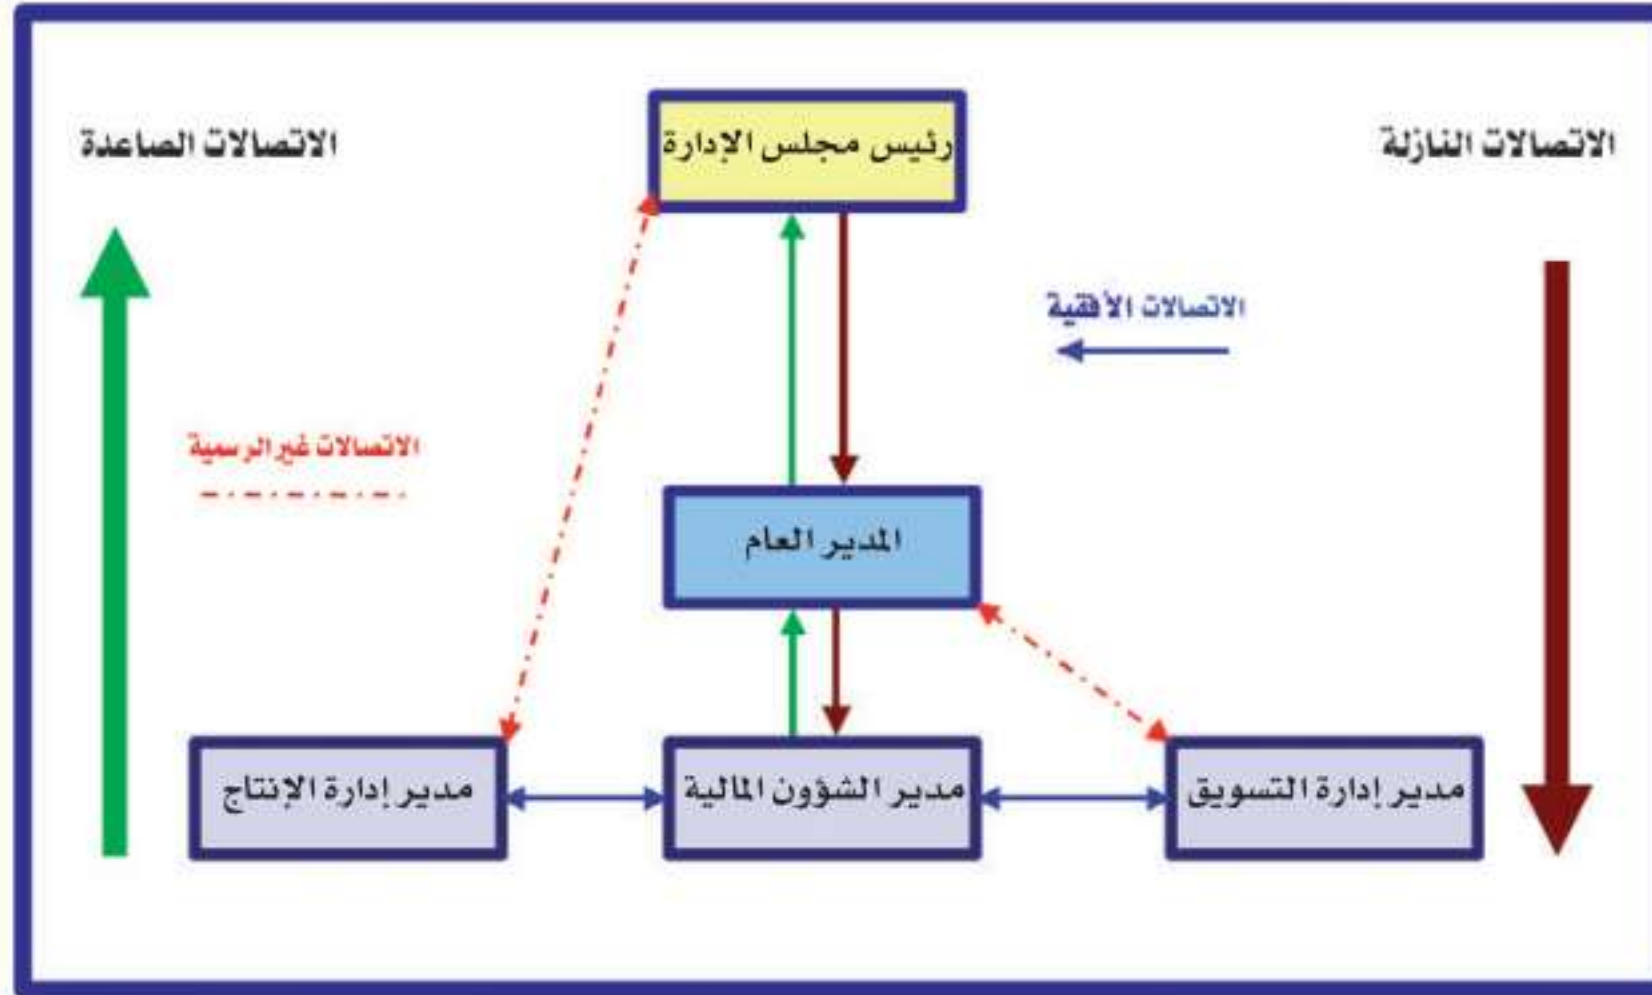 رئيس مجلس الإدارة
الاتصالات النازلة
الاتصالات الصاعدة
الاتصالات الأفقية
الاتصالات غير الرسمية
المدير العام
مدير إدارة التسويق
مدير الشؤون المالية
مدير إدارة الإنتاج